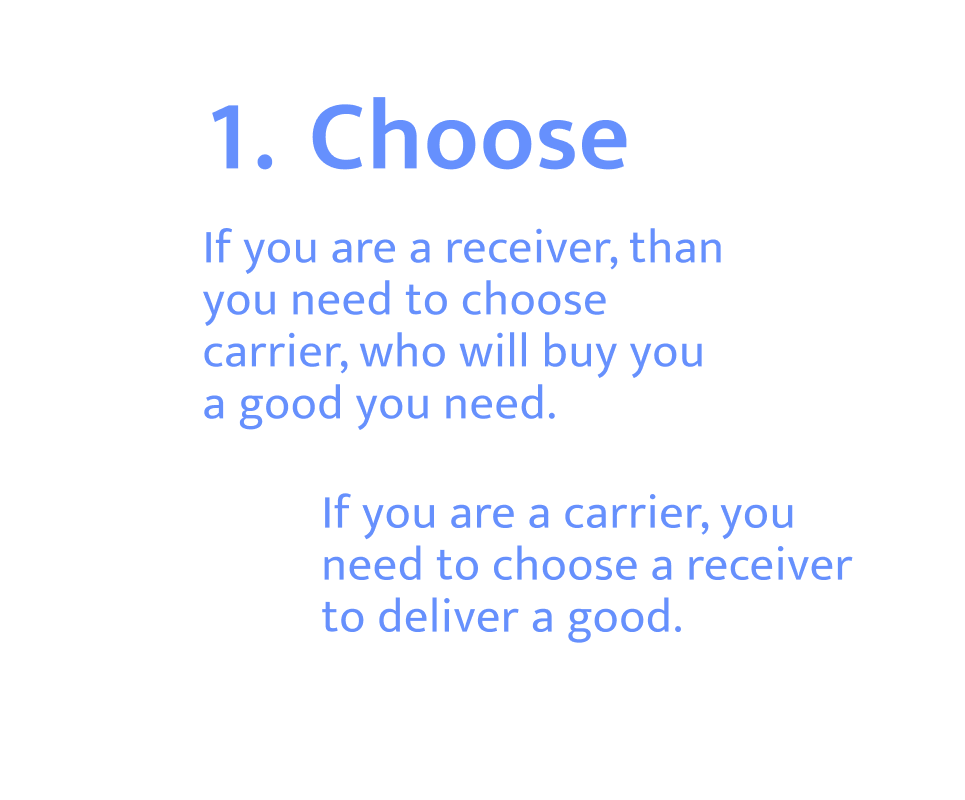 1. Choose
If you are a receiver, than
you need to choose
carrier, who will buy you
a good you need.
If you are a carrier, you
need to choose a receiver
to deliver a good.